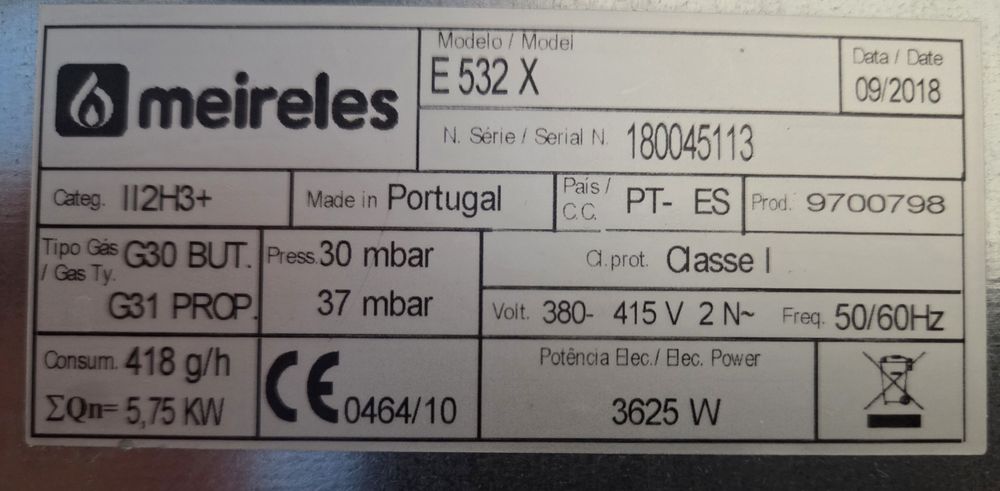 meireles
Modelo / Model
E 532 X
Data / Date
09/2018
N. Série / Serial N. 180045113
Categ. II2H3+
Made in Portugal
País / C.C. PT- ES
Prod. 9700798
Tipo Gás / Gas Ty. G30 BUT.
G31 PROP.
Press. 30 mbar
37 mbar
Cl.prot. Classe I
Volt. 380- 415 V 2 N~ Freq. 50/60Hz
Consum. 418 g/h
ΣQn= 5,75 KW
CE 0464/10
Potência Elec./ Elec. Power
3625 W